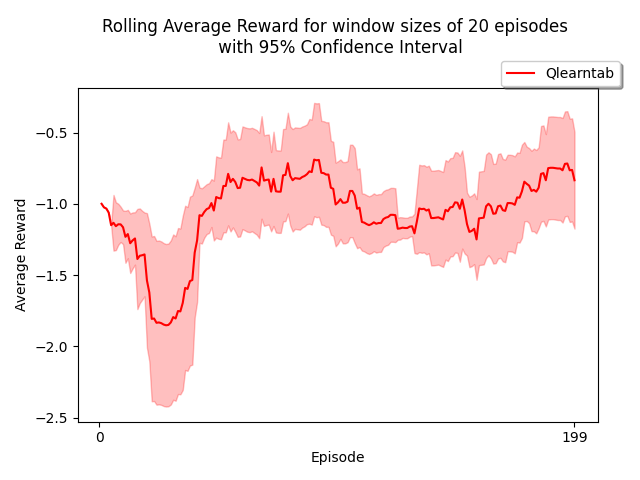 Rolling Average Reward for window sizes of 20 episodes
with 95% Confidence Interval
Qlearntab
Average Reward
−0.5
−1.0
−1.5
−2.0
−2.5
0
199
Episode